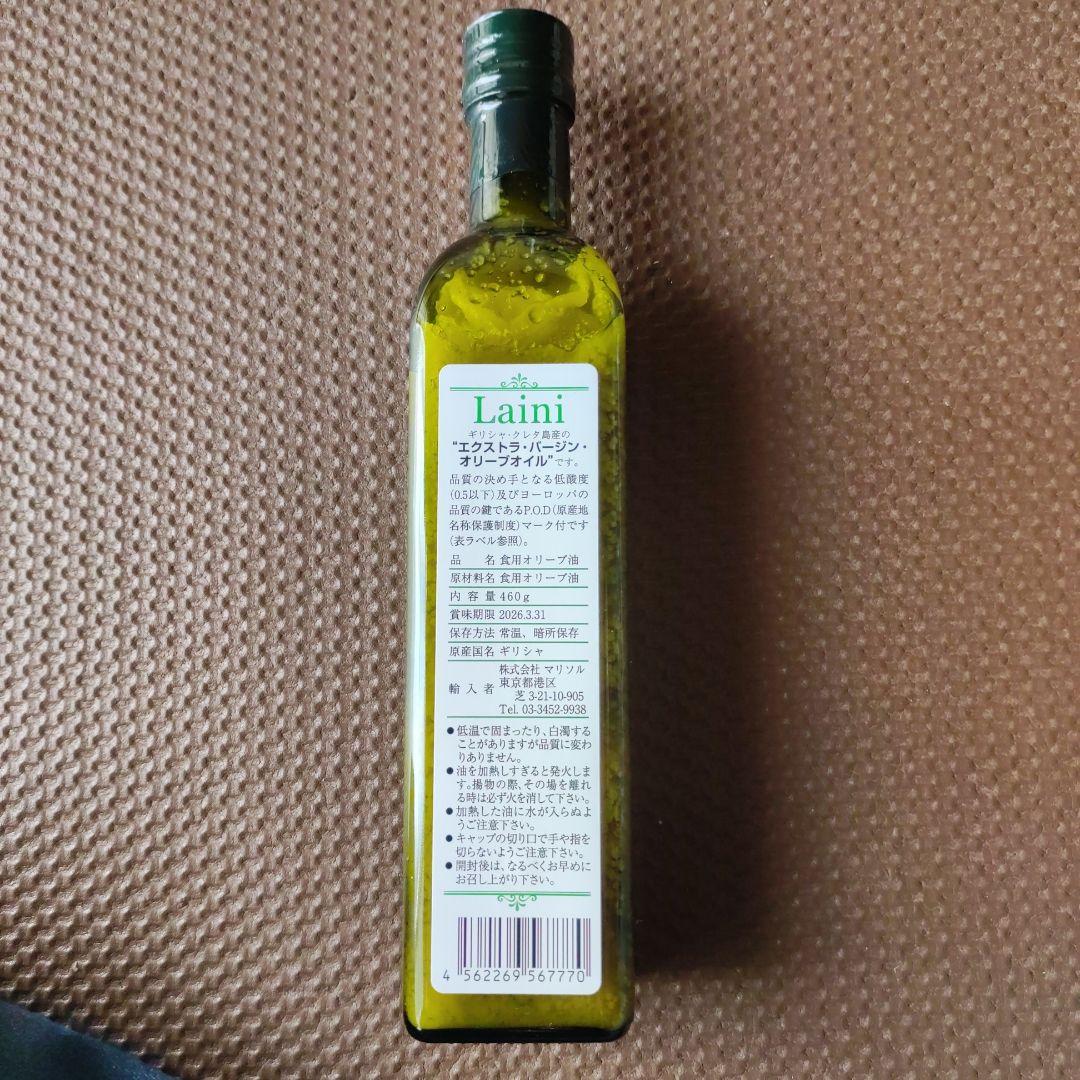 Laini
ギリシャ・クレタ島産の
“エクストラ・バージン・
オリーブオイル”です。
品質の決め手となる低酸度
(0.5以下)及びヨーロッパの
品質の鍵であるP.O.D(原産地
名称保護制度)マーク付です
(表ラベル参照)。
品 名 食用オリーブ油
原材料名 食用オリーブ油
内容量 460g
賞味期限 2026.3.31
保存方法 常温、暗所保存
原産国名 ギリシャ
輸入者 株式会社 マリソル
東京都港区
芝3-21-10-905
Tel. 03-3452-9938
●低温で固まったり、白濁する
ことがありますが品質に変わ
りありません。
●油を加熱しすぎると発火しま
す。揚物の際、その場を離れ
る時は必ず火を消して下さい。
●加熱した油に水が入らぬよ
うご注意下さい。
●キャップの切り口で手や指を
切らないようご注意下さい。
●開封後は、なるべくお早めに
お召し上がり下さい。
4 562269 567770